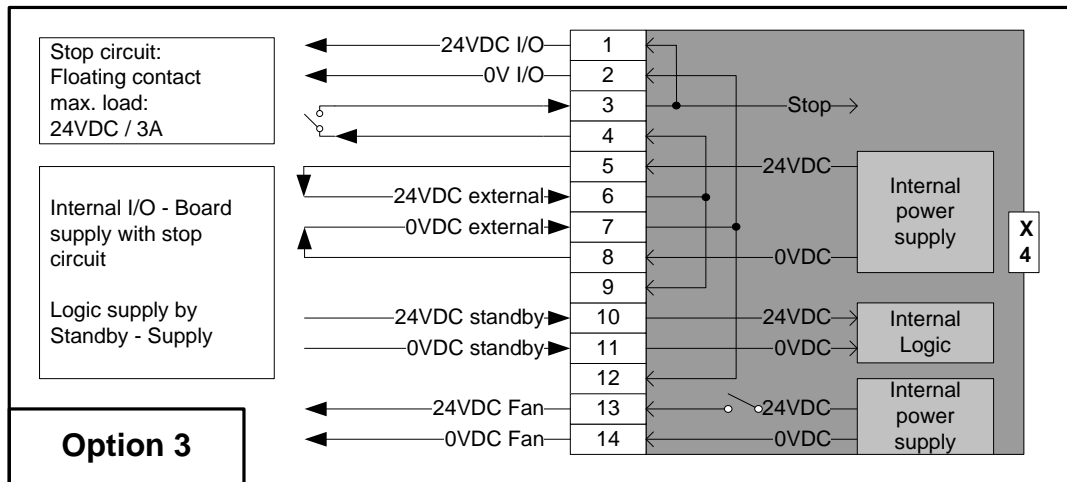 Stop circuit:
Floating contact
max. load:
24VDC / 3A
Internal I/O - Board
supply with stop
circuit
Logic supply by
Standby - Supply
Option 3
24VDC I/O
0V I/O
24VDC external
0VDC external
24VDC standby
0VDC standby
24VDC Fan
0VDC Fan
1
2
3
4
5
6
7
8
9
10
11
12
13
14
Stop
24VDC
0VDC
24VDC
0VDC
24VDC
0VDC
Internal
power
supply
Internal
Logic
Internal
power
supply
X
4